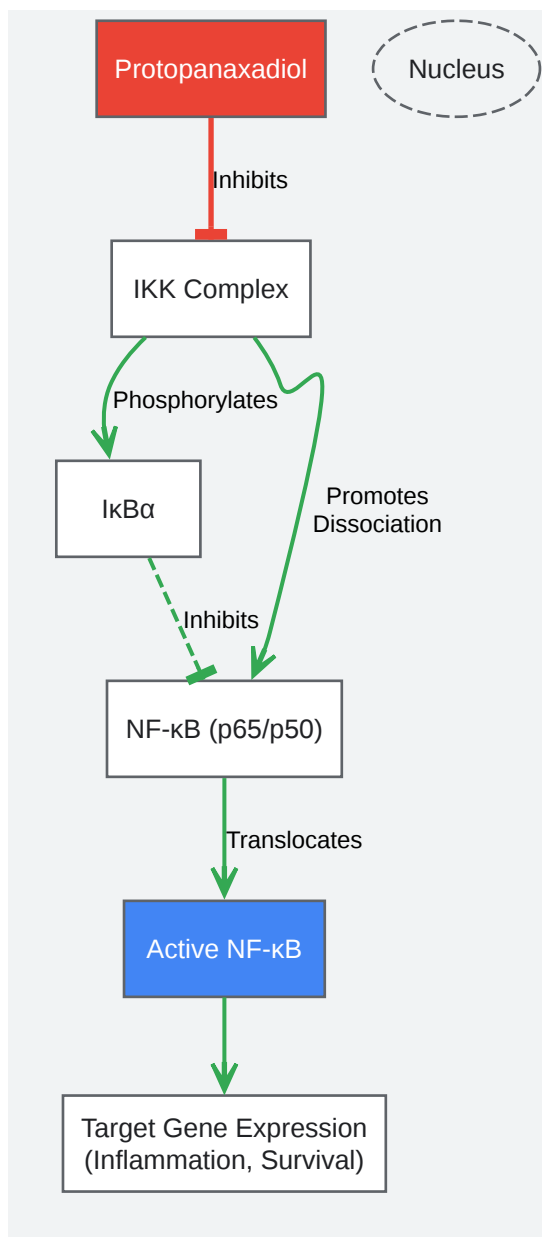 Protopanaxadiol
Nucleus
Inhibits
IKK Complex
Phosphorylates
Promotes
Dissociation
IκBα
Inhibits
NF-κB (p65/p50)
Translocates
Active NF-κB
Target Gene Expression
(Inflammation, Survival)